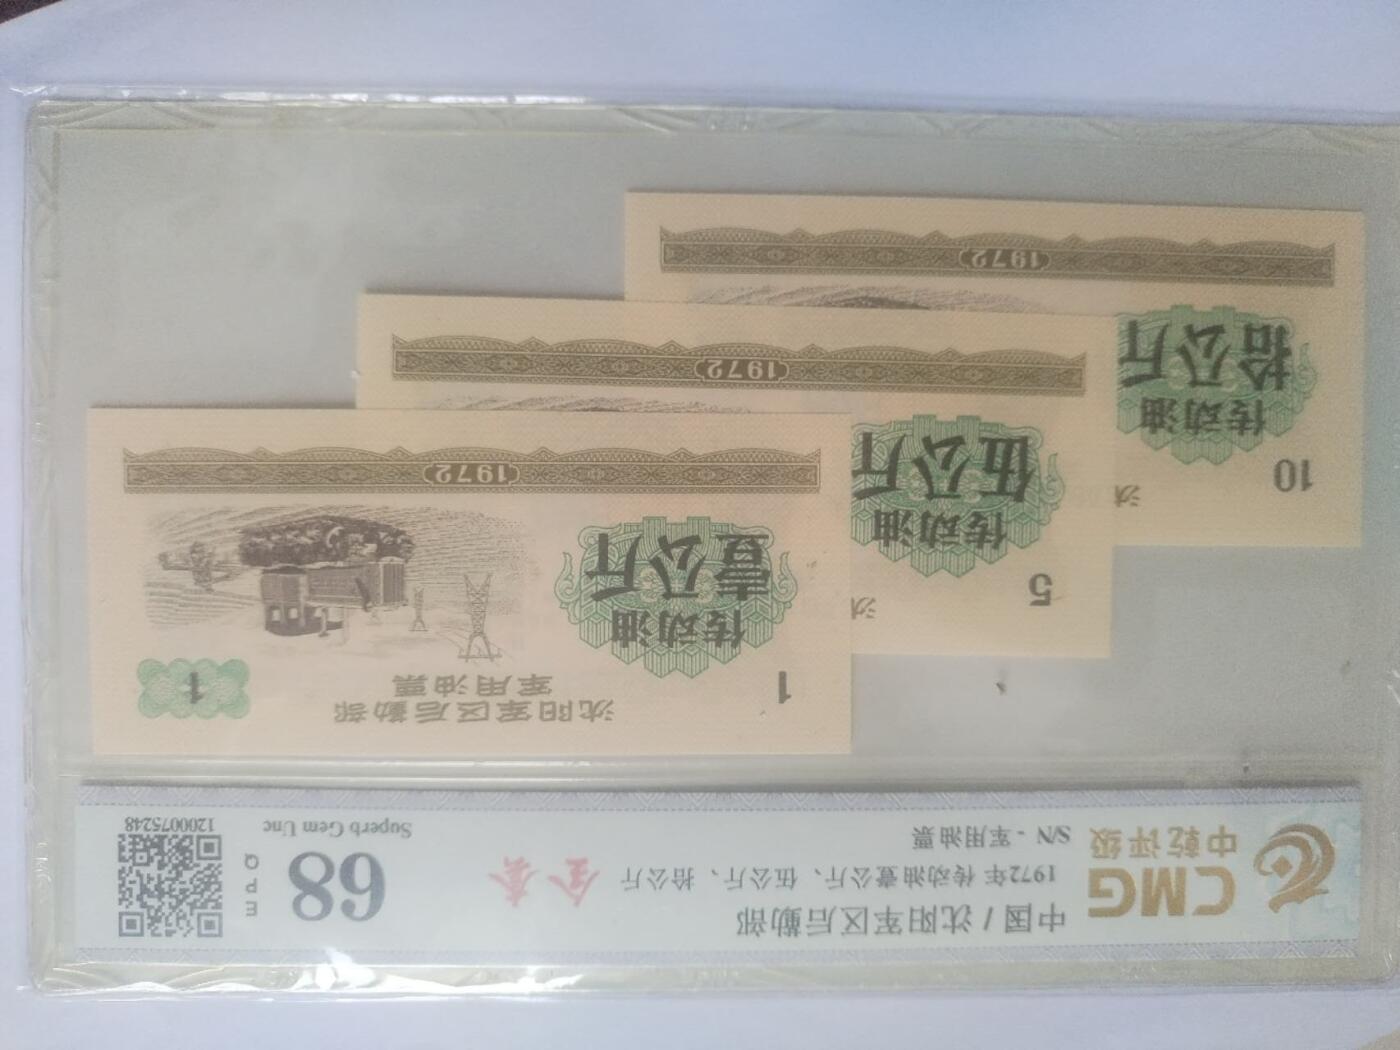 CMG
中乾评级
中国 / 沈阳军区后勤部
1972年 传动油壹公斤、伍公斤、拾公斤
S/N - 军用油票
全套
68
EPQ
Superb Gem Unc
1200075248
沈阳军区后勤部
军用油票
1
1
传动油
壹公斤
1972
5
沈
传动油
伍公斤
1972
10
沈
传动油
拾公斤
1972